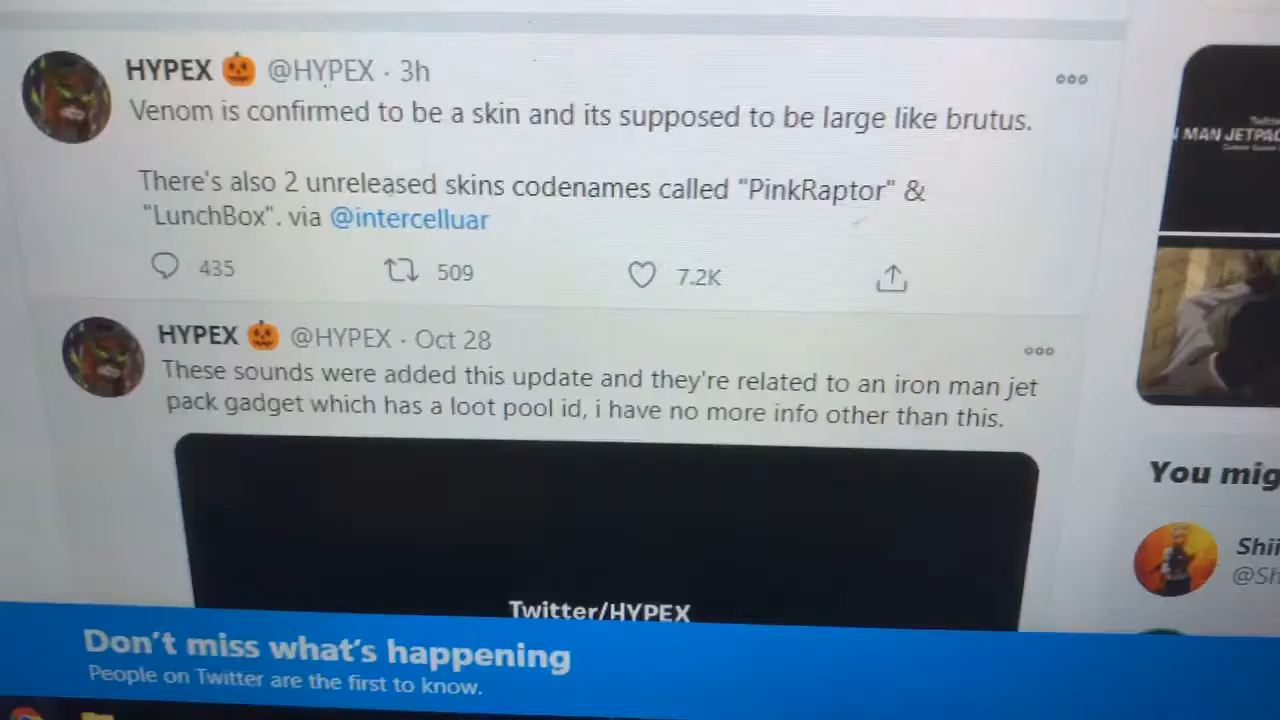 HYPEX 🎃 @HYPEX · 3h
Venom is confirmed to be a skin and its supposed to be large like brutus.
There's also 2 unreleased skins codenames called "PinkRaptor" &
"LunchBox". via @intercelluar
435 509 7.2K
HYPEX 🎃 @HYPEX · Oct 28
These sounds were added this update and they're related to an iron man jet
pack gadget which has a loot pool id, i have no more info other than this.
Twitter/HYPEX
MAN JETPAC
You mig
Shii
@Sh
Don't miss what's happening
People on Twitter are the first to know.